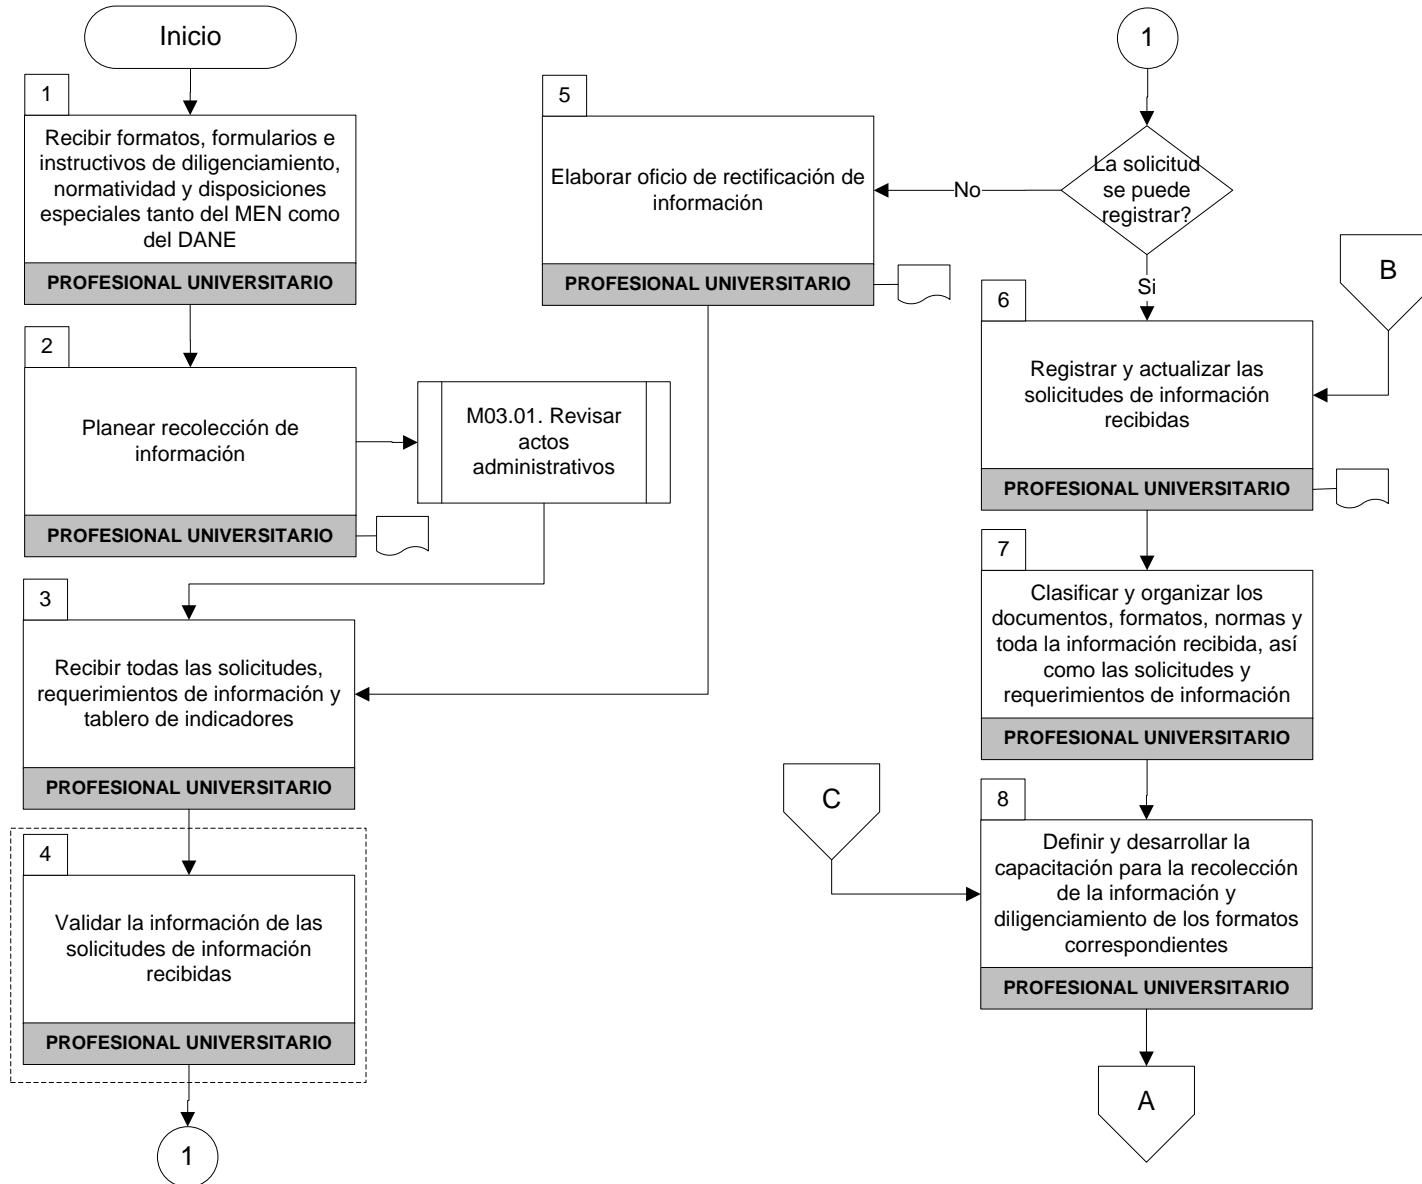 Inicio
1
Recibir formatos, formularios e
instructivos de diligenciamiento,
normatividad y disposiciones
especiales tanto del MEN como
del DANE
PROFESIONAL UNIVERSITARIO
2
Planear recolección de
información
PROFESIONAL UNIVERSITARIO
M03.01. Revisar
actos
administrativos
3
Recibir todas las solicitudes,
requerimientos de información y
tablero de indicadores
PROFESIONAL UNIVERSITARIO
4
Validar la información de las
solicitudes de información
recibidas
PROFESIONAL UNIVERSITARIO
1
5
Elaborar oficio de rectificación de
información
PROFESIONAL UNIVERSITARIO
1
La solicitud
se puede
registrar?
No
Si
B
6
Registrar y actualizar las
solicitudes de información
recibidas
PROFESIONAL UNIVERSITARIO
7
Clasificar y organizar los
documentos, formatos, normas y
toda la información recibida, así
como las solicitudes y
requerimientos de información
PROFESIONAL UNIVERSITARIO
C
8
Definir y desarrollar la
capacitación para la recolección
de la información y
diligenciamiento de los formatos
correspondientes
PROFESIONAL UNIVERSITARIO
A